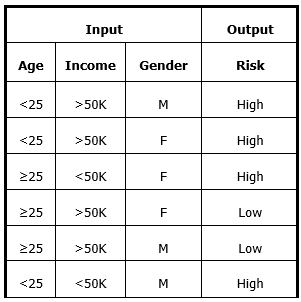 Input Output
Age Income Gender Risk
<25 >50K M High
<25 >50K F High
≥25 <50K F High
≥25 >50K F Low
≥25 >50K M Low
<25 <50K M High